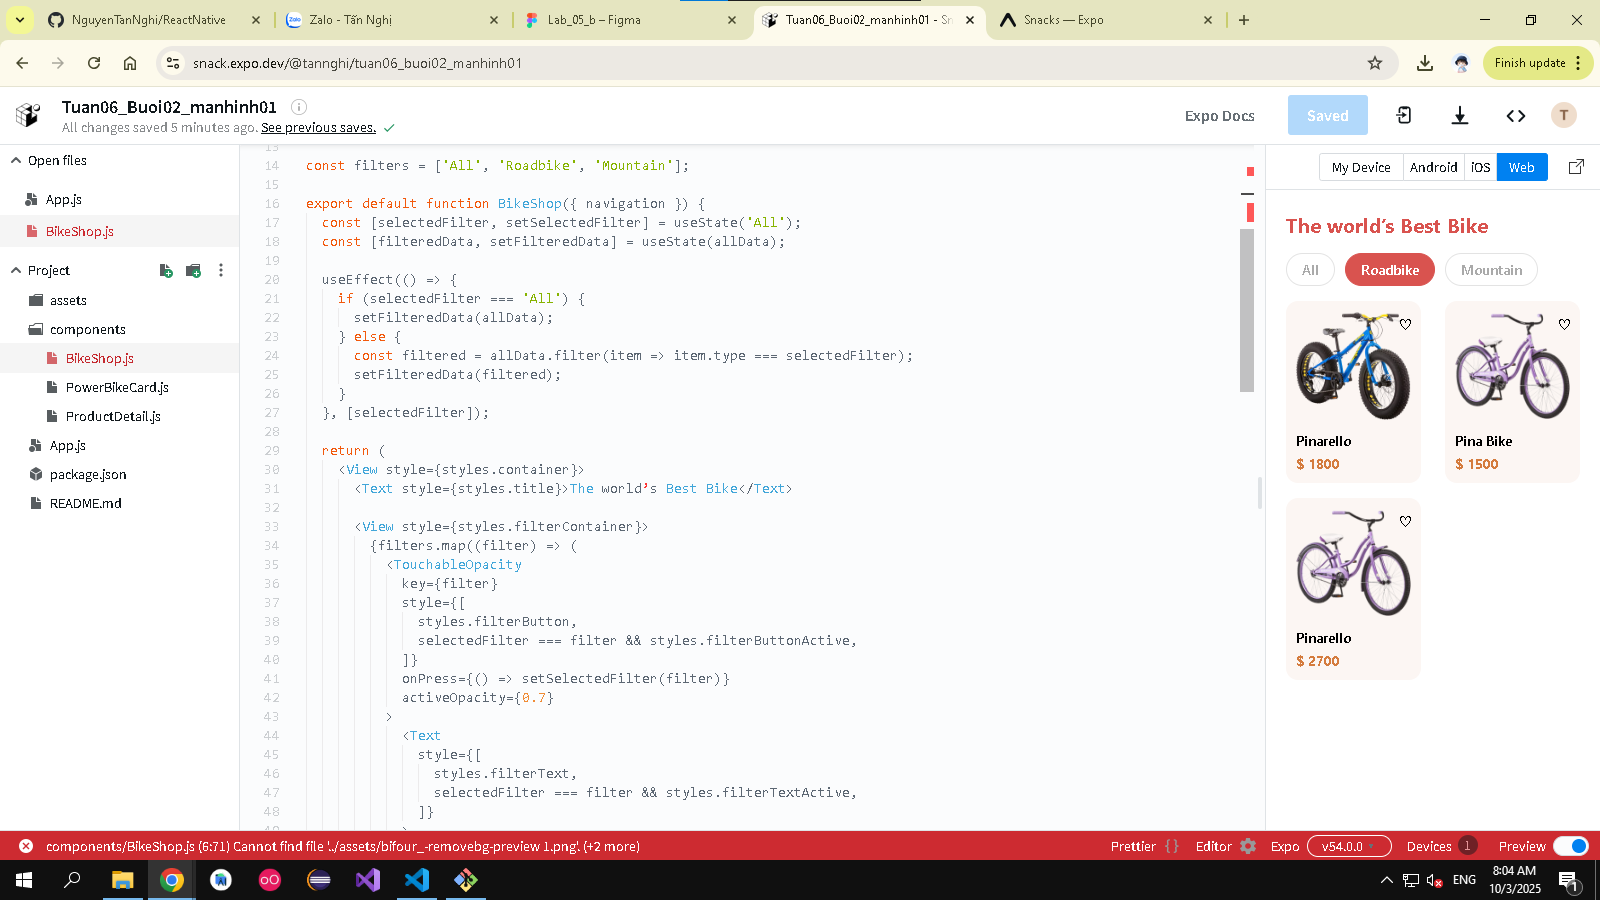 NguyenTanNghi/ReactNative
Zalo - Tấn Nghị
Lab_05_b – Figma
Tuan06_Buoi02_manhinh01 - Sn
Snacks — Expo
snack.expo.dev/@tannghi/tuan06_buoi02_manhinh01
Finish update
Tuan06_Buoi02_manhinh01
All changes saved 5 minutes ago. See previous saves.
Expo Docs
Saved
T
Open files
App.js
BikeShop.js
Project
assets
components
BikeShop.js
PowerBikeCard.js
ProductDetail.js
App.js
package.json
README.md
13
14 const filters = ['All', 'Roadbike', 'Mountain'];
15
16 export default function BikeShop({ navigation }) {
17 const [selectedFilter, setSelectedFilter] = useState('All');
18 const [filteredData, setFilteredData] = useState(allData);
19
20 useEffect(() => {
21 if (selectedFilter === 'All') {
22 setFilteredData(allData);
23 } else {
24 const filtered = allData.filter(item => item.type === selectedFilter);
25 setFilteredData(filtered);
26 }
27 }, [selectedFilter]);
28
29 return (
30 <View style={styles.container}>
31 <Text style={styles.title}>The world’s Best Bike</Text>
32
33 <View style={styles.filterContainer}>
34 {filters.map((filter) => (
35 <TouchableOpacity
36 key={filter}
37 style={[
38 styles.filterButton,
39 selectedFilter === filter && styles.filterButtonActive,
40 ]}
41 onPress={() => setSelectedFilter(filter)}
42 activeOpacity={0.7}
43 >
44 <Text
45 style={[
46 styles.filterText,
47 selectedFilter === filter && styles.filterTextActive,
48 ]}
My Device
Android
iOS
Web
The world’s Best Bike
All
Roadbike
Mountain
Pinarello
$ 1800
Pina Bike
$ 1500
Pinarello
$ 2700
components/BikeShop.js (6:71) Cannot find file '../assets/bifour_-removebg-preview 1.png'. (+2 more)
Prettier { }
Editor
Expo
v54.0.0
Devices 1
Preview
ENG
8:04 AM
10/3/2025
1